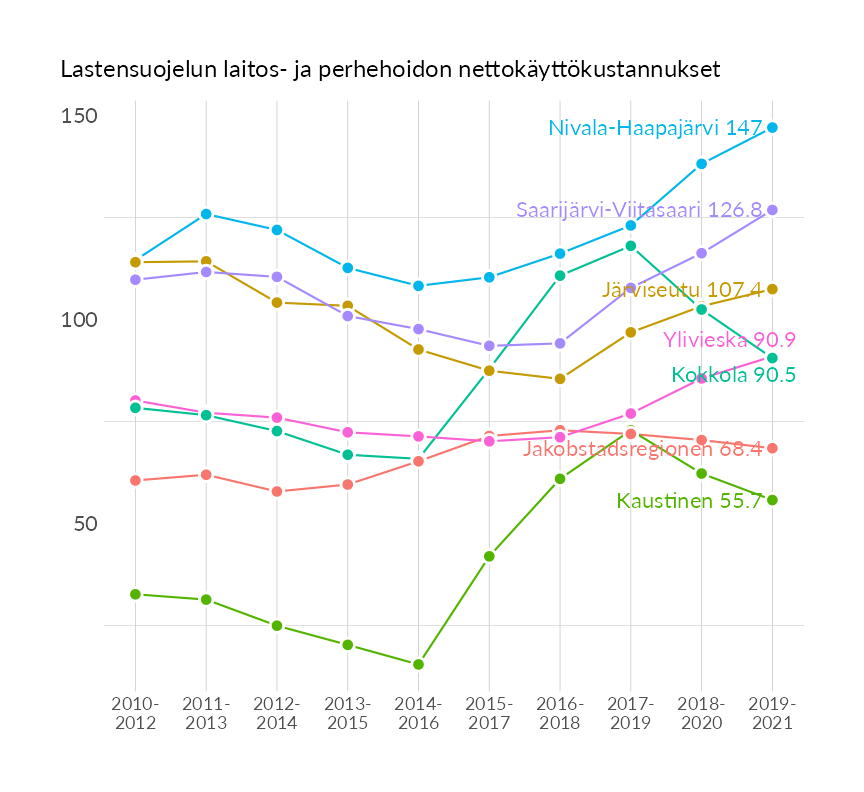 Lastensuojelun laitos- ja perhehoidon nettokäyttökustannukset
150
Nivala-Haapajärvi 147
Saarijärvi-Viitasaari 126.8
Järviseutu 107.4
100
Ylivieska 90.9
Kokkola 90.5
Jakobstadsregionen 68.4
Kaustinen 55.7
50
2010- 2011- 2012- 2013- 2014- 2015- 2016- 2017- 2018- 2019-
2012 2013 2014 2015 2016 2017 2018 2019 2020 2021